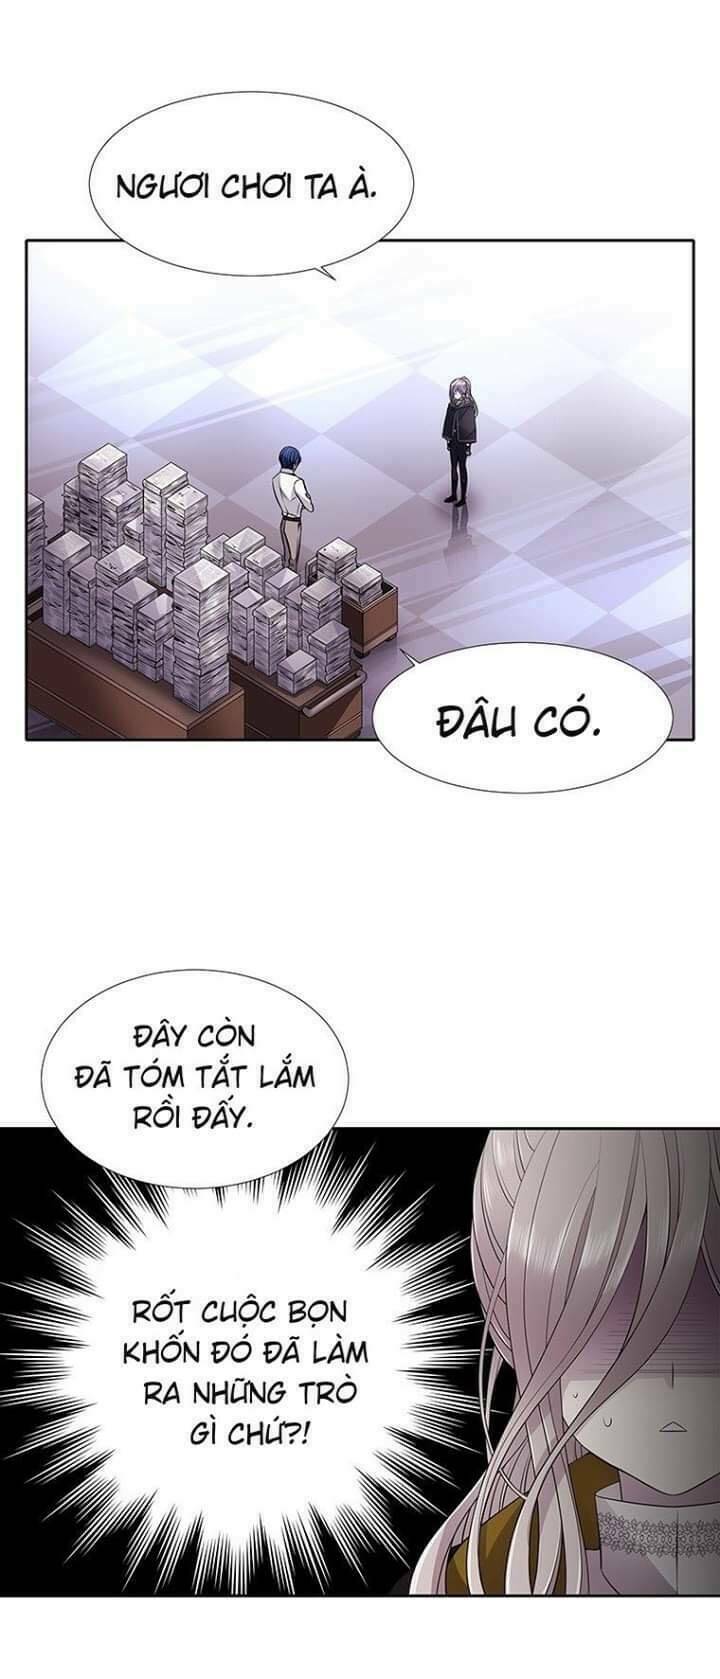 NGƯƠI CHƠI TA À.
ĐÂU CÓ.
ĐÂY CÒN
ĐÃ TÓM TẮT LẮM
RỒI ĐẤY.
RỐT CUỘC BỌN
KHỐN ĐÓ ĐÃ LÀM
RA NHỮNG TRÒ
GÌ CHỨ?!